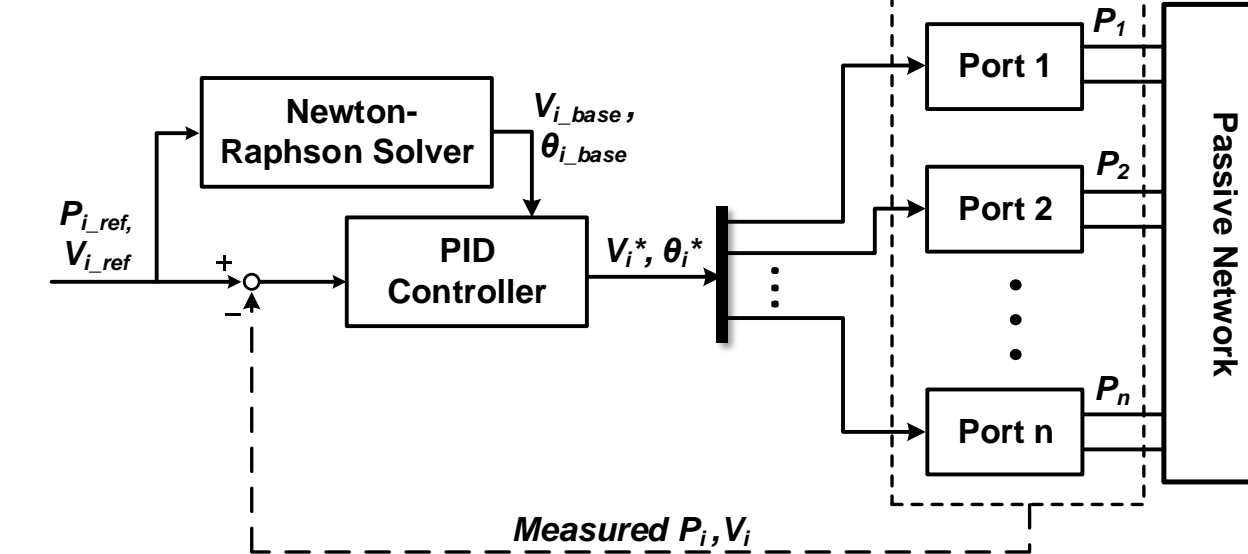 P1
Port 1
Newton-
Raphson Solver
Vi_base,
θi_base
P2
Port 2
Passive Network
Pi_ref,
Vi_ref
+
−
PID
Controller
Vi*, θi*
Pn
Port n
Measured Pi,Vi